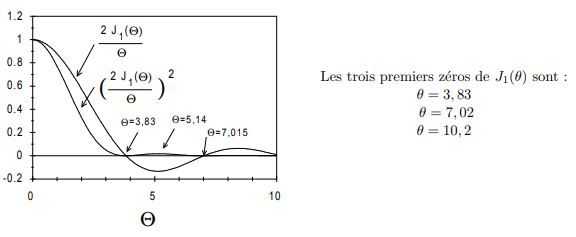 1.2
1
0.8
0.6
0.4
0.2
0
-0.2
0
5
10
Θ
2 J₁(Θ)
Θ
(2 J₁(Θ)
Θ)²
Θ=3,83
Θ=5,14
Θ=7,015
Les trois premiers zéros de J₁(θ) sont :
θ = 3, 83
θ = 7, 02
θ = 10, 2